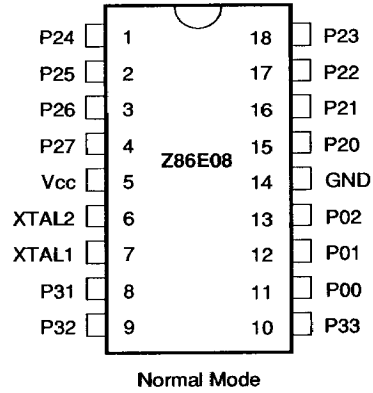 P24 1 18 P23
P25 2 17 P22
P26 3 16 P21
P27 4 15 P20
Z86E08
Vcc 5 14 GND
XTAL2 6 13 P02
XTAL1 7 12 P01
P31 8 11 P00
P32 9 10 P33
Normal Mode